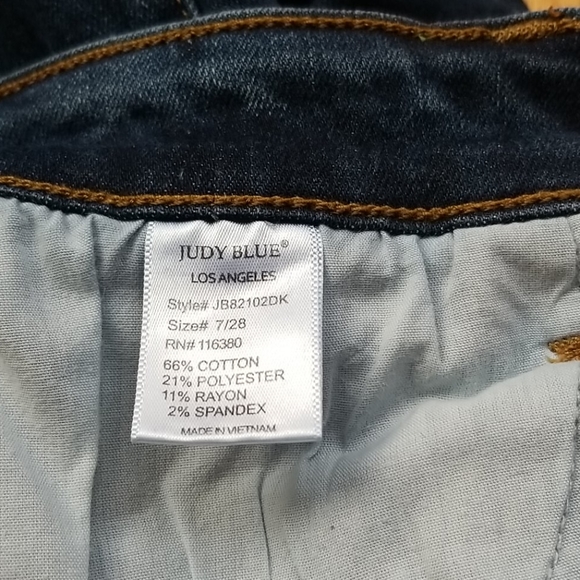 JUDY BLUE®
LOS ANGELES
Style# JB82102DK
Size# 7/28
RN# 116380
66% COTTON
21% POLYESTER
11% RAYON
2% SPANDEX
MADE IN VIETNAM